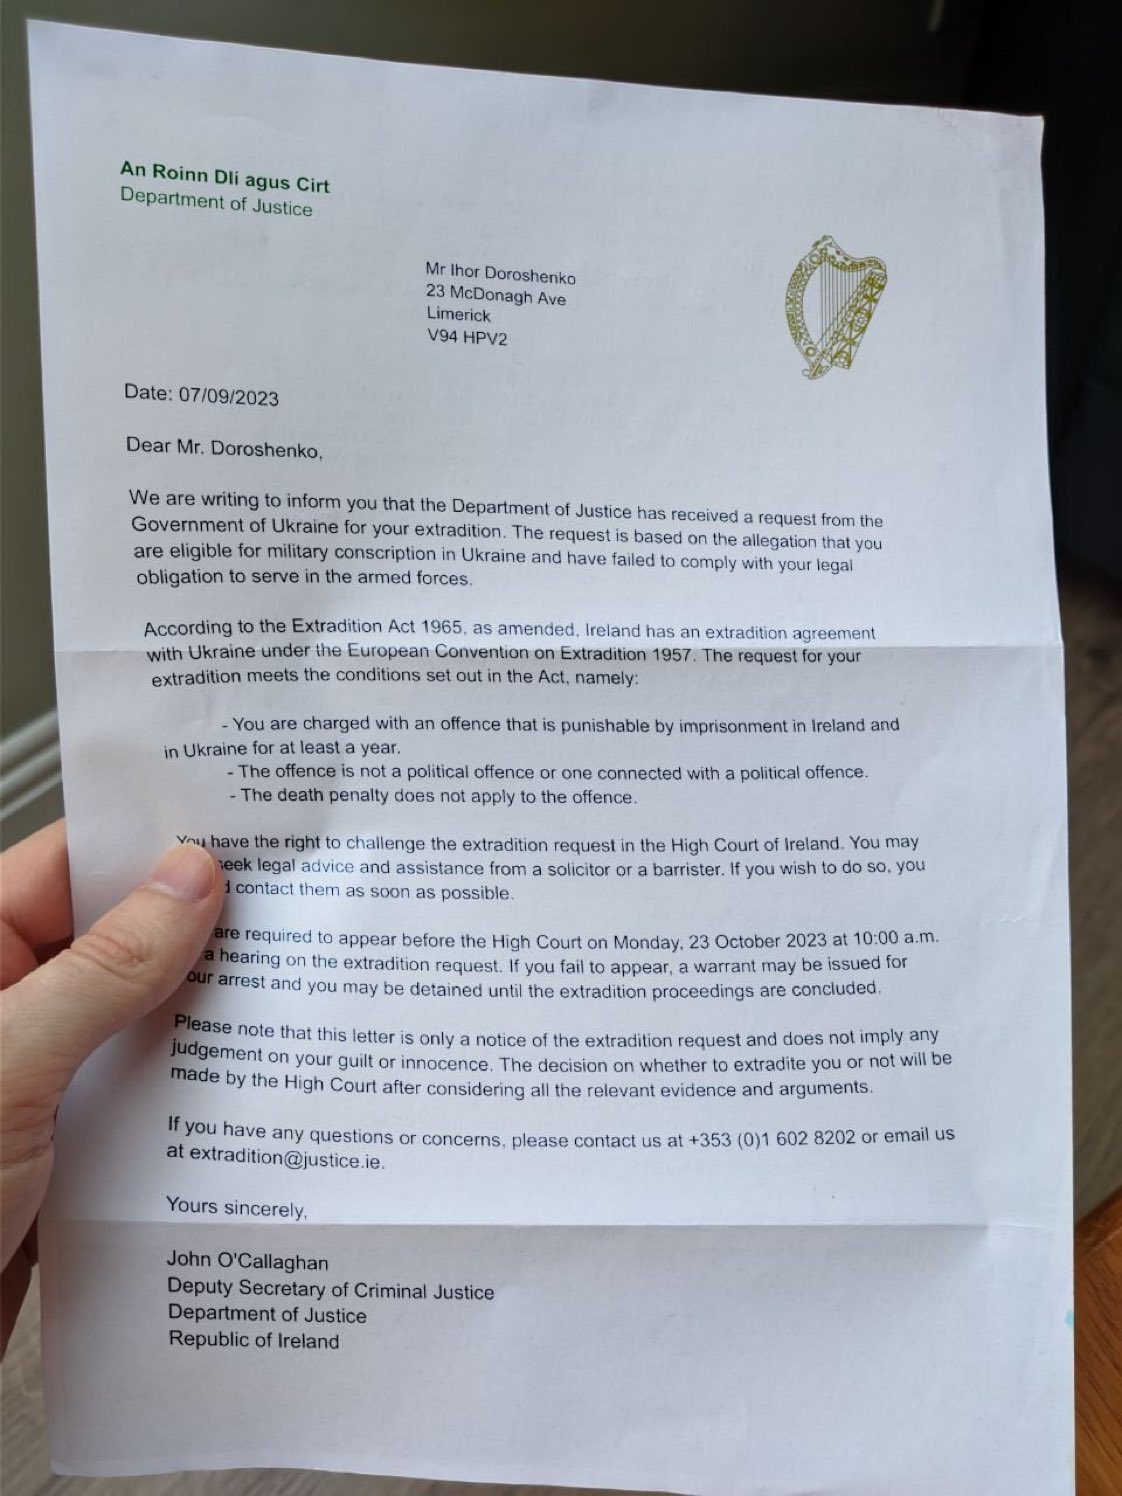 An Roinn Dlí agus Cirt
Department of Justice
Mr Ihor Doroshenko
23 McDonagh Ave
Limerick
V94 HPV2
Date: 07/09/2023
Dear Mr. Doroshenko,
We are writing to inform you that the Department of Justice has received a request from the
Government of Ukraine for your extradition. The request is based on the allegation that you
are eligible for military conscription in Ukraine and have failed to comply with your legal
obligation to serve in the armed forces.
According to the Extradition Act 1965, as amended, Ireland has an extradition agreement
with Ukraine under the European Convention on Extradition 1957. The request for your
extradition meets the conditions set out in the Act, namely:
- You are charged with an offence that is punishable by imprisonment in Ireland and
in Ukraine for at least a year.
- The offence is not a political offence or one connected with a political offence.
- The death penalty does not apply to the offence.
You have the right to challenge the extradition request in the High Court of Ireland. You may
legal advice and assistance from a solicitor or a barrister. If you wish to do so, you
contact them as soon as possible.
are required to appear before the High Court on Monday, 23 October 2023 at 10:00 a.m.
a hearing on the extradition request. If you fail to appear, a warrant may be issued for
arrest and you may be detained until the extradition proceedings are concluded.
Please note that this letter is only a notice of the extradition request and does not imply any
judgement on your guilt or innocence. The decision on whether to extradite you or not will be
made by the High Court after considering all the relevant evidence and arguments.
If you have any questions or concerns, please contact us at +353 (0)1 602 8202 or email us
at extradition@justice.ie.
Yours sincerely,
John O'Callaghan
Deputy Secretary of Criminal Justice
Department of Justice
Republic of Ireland